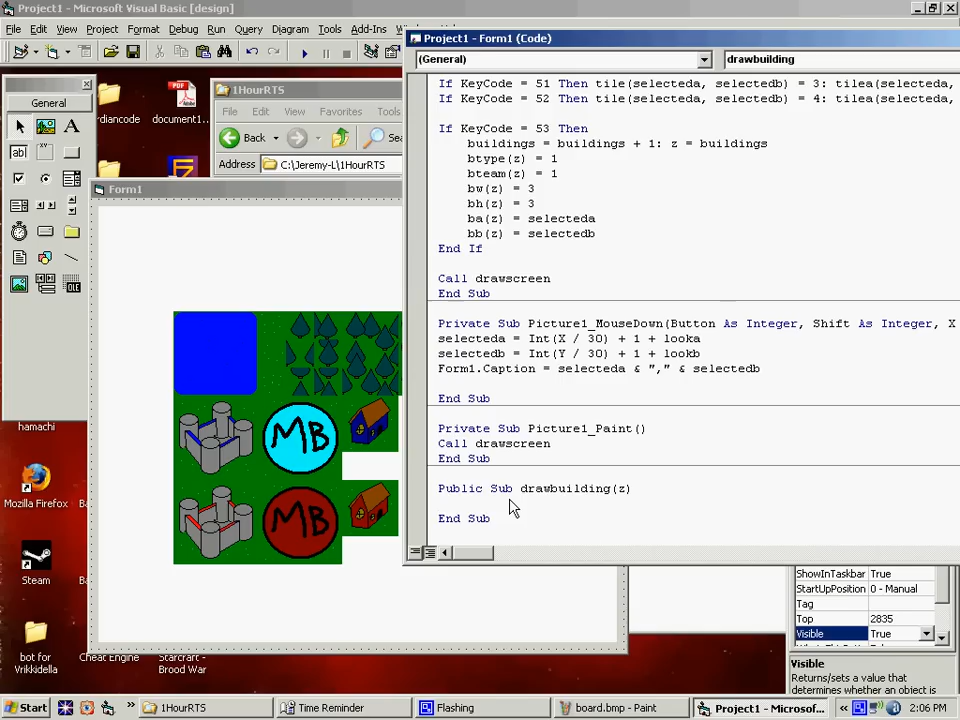 Project1 - Microsoft Visual Basic [design]
File Edit View Project Format Debug Run Query Diagram Tools Add-Ins
General
rdiancode
document1...
1HourRTS
File Edit View Favorites Tools
Back
Address C:\Jeremy-L\1HourRTS
Form1
MB
MB
Project1 - Form1 (Code)
(General) drawbuilding
If KeyCode = 51 Then tile(selecteda, selectedb) = 3: tilea(selecteda,
If KeyCode = 52 Then tile(selecteda, selectedb) = 4: tilea(selecteda,
If KeyCode = 53 Then
buildings = buildings + 1: z = buildings
btype(z) = 1
bteam(z) = 1
bw(z) = 3
bh(z) = 3
ba(z) = selecteda
bb(z) = selectedb
End If
Call drawscreen
End Sub
Private Sub Picture1_MouseDown(Button As Integer, Shift As Integer, X
selecteda = Int(X / 30) + 1 + looka
selectedb = Int(Y / 30) + 1 + lookb
Form1.Caption = selecteda & "," & selectedb
End Sub
Private Sub Picture1_Paint()
Call drawscreen
End Sub
Public Sub drawbuilding(z)
End Sub
hamachi
Mozilla Firefox
Steam
bot for
Vrikkidella
Cheat Engine
Starcraft -
Brood War
ShowInTaskbar True
StartUpPosition 0 - Manual
Tag
Top 2835
Visible True
Visible
Returns/sets a value that
determines whether an object is
Start 1HourRTS Time Reminder Flashing board.bmp - Paint Project1 - Microsoft Visu... 2:06 PM